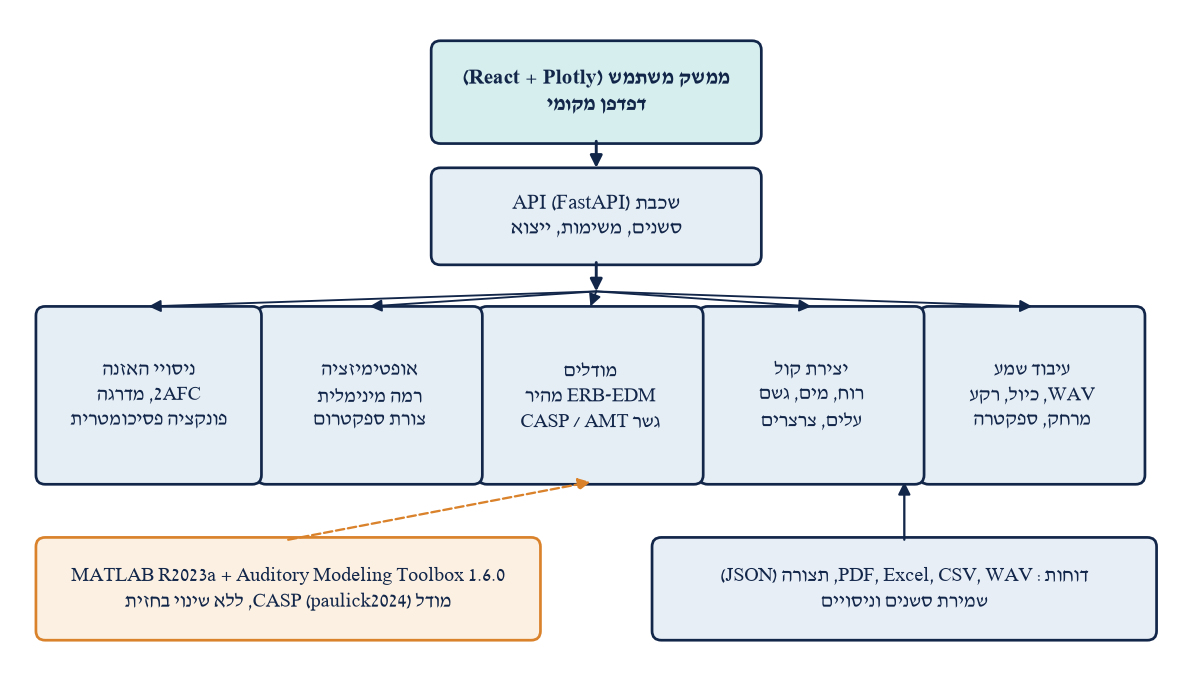 ממשק משתמש (React + Plotly)
דפדפן מקומי
שכבת API (FastAPI)
סשנים, משימות, ייצוא
עיבוד שמע
WAV, כיול, רקע
מרחק, ספקטרה
יצירת קול
רוח, מים, גשם
עלים, צרצרים
מודלים
ERB-EDM מהיר
גשר CASP / AMT
אופטימיזציה
רמה מינימלית
צורת ספקטרום
ניסויי האזנה
2AFC, מדרגה
פונקציה פסיכומטרית
דוחות: PDF, Excel, CSV, WAV, תצורה (JSON)
שמירת סשנים וניסויים
MATLAB R2023a + Auditory Modeling Toolbox 1.6.0
מודל CASP (paulick2024), ללא שינוי בחזית